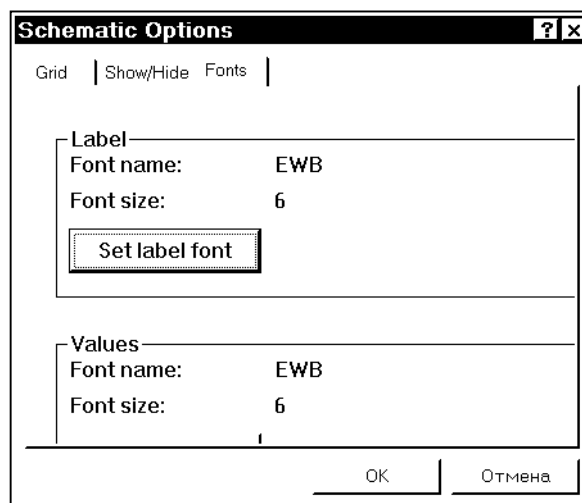 Schematic Options ? ×
Grid Show/Hide Fonts
Label
Font name: EWB
Font size: 6
Set label font
Values
Font name: EWB
Font size: 6
OK Отмена